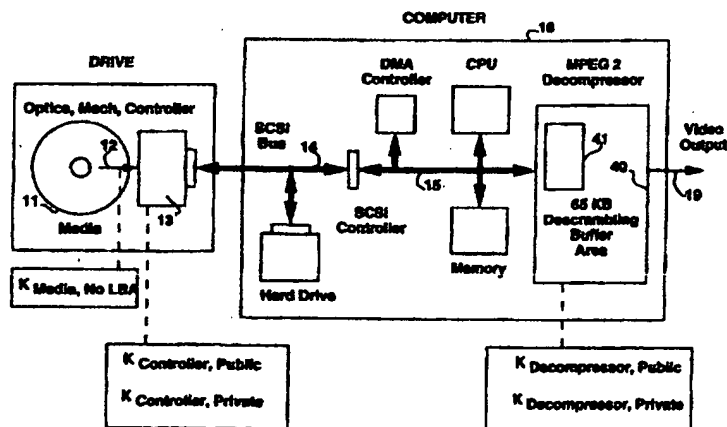 COMPUTER
16
DRIVE
DMA
Controller
CPU
MPEG 2
Decompressor
Optics, Mech, Controller
12
SCSI
Bus
14
41
Video
Output
11
Media
13
15
40
19
SCSI
Controller
65 KB
Descrambling
Buffer
Area
Memory
Hard Drive
K Media, No LBA
K Controller, Public
K Controller, Private
K Decompressor, Public
K Decompressor, Private